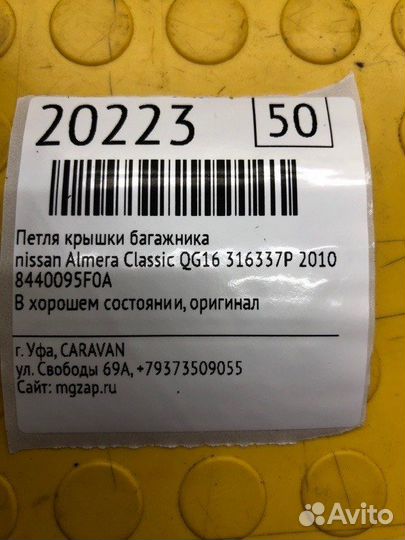 20223 50
Петля крышки багажника
nissan Almera Classic QG16 316337P 2010
8440095F0A
В хорошем состоянии, оригинал
г. Уфа, CARAVAN
ул. Свободы 69А, +79373509055
Сайт: mgzap.ru
Avito